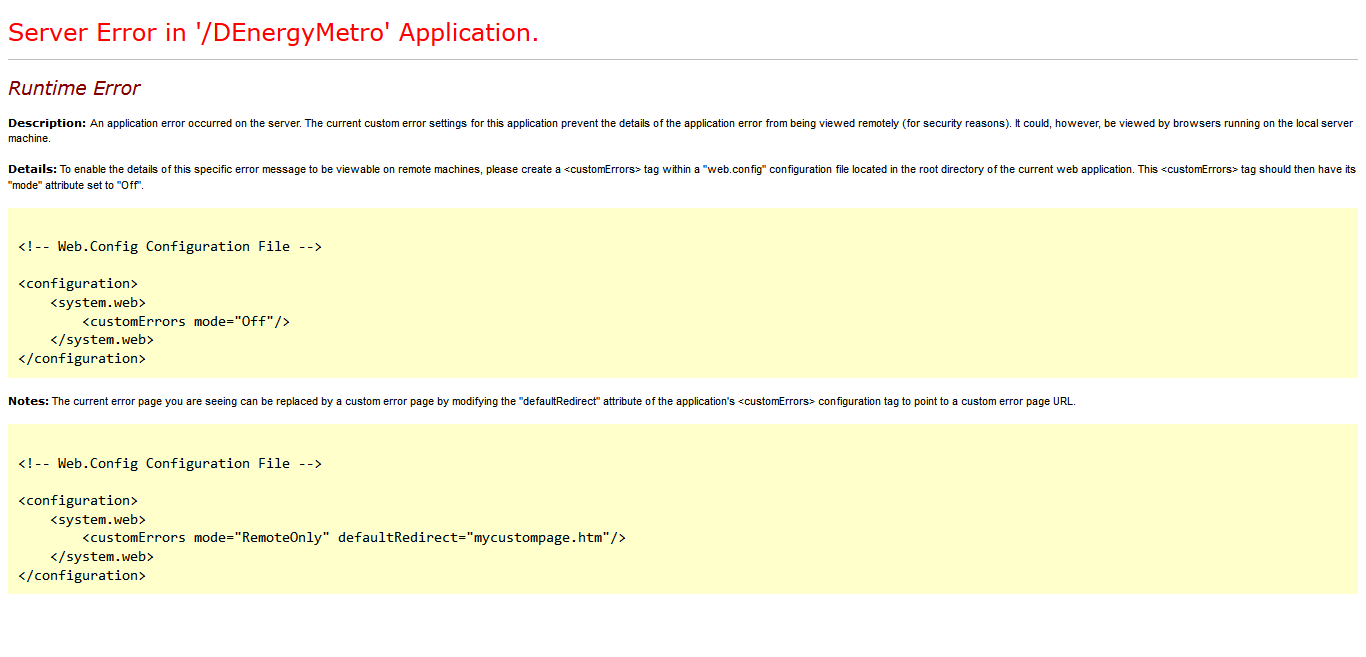 Server Error in '/DEnergyMetro' Application.
Runtime Error
Description: An application error occurred on the server. The current custom error settings for this application prevent the details of the application error from being viewed remotely (for security reasons). It could, however, be viewed by browsers running on the local server
machine.
Details: To enable the details of this specific error message to be viewable on remote machines, please create a <customErrors> tag within a "web.config" configuration file located in the root directory of the current web application. This <customErrors> tag should then have its
"mode" attribute set to "Off".
<!-- Web.Config Configuration File -->
<configuration>
    <system.web>
        <customErrors mode="Off"/>
    </system.web>
</configuration>
Notes: The current error page you are seeing can be replaced by a custom error page by modifying the "defaultRedirect" attribute of the application's <customErrors> configuration tag to point to a custom error page URL.
<!-- Web.Config Configuration File -->
<configuration>
    <system.web>
        <customErrors mode="RemoteOnly" defaultRedirect="mycustompage.htm"/>
    </system.web>
</configuration>